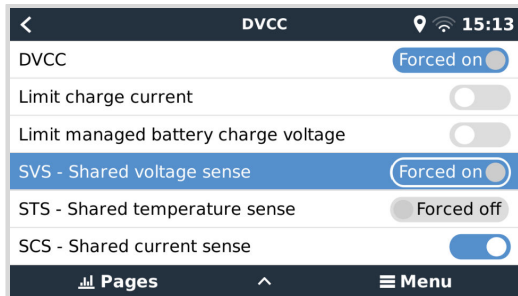 DVCC 15:13
DVCC Forced on
Limit charge current
Limit managed battery charge voltage
SVS - Shared voltage sense Forced on
STS - Shared temperature sense Forced off
SCS - Shared current sense
Pages Menu